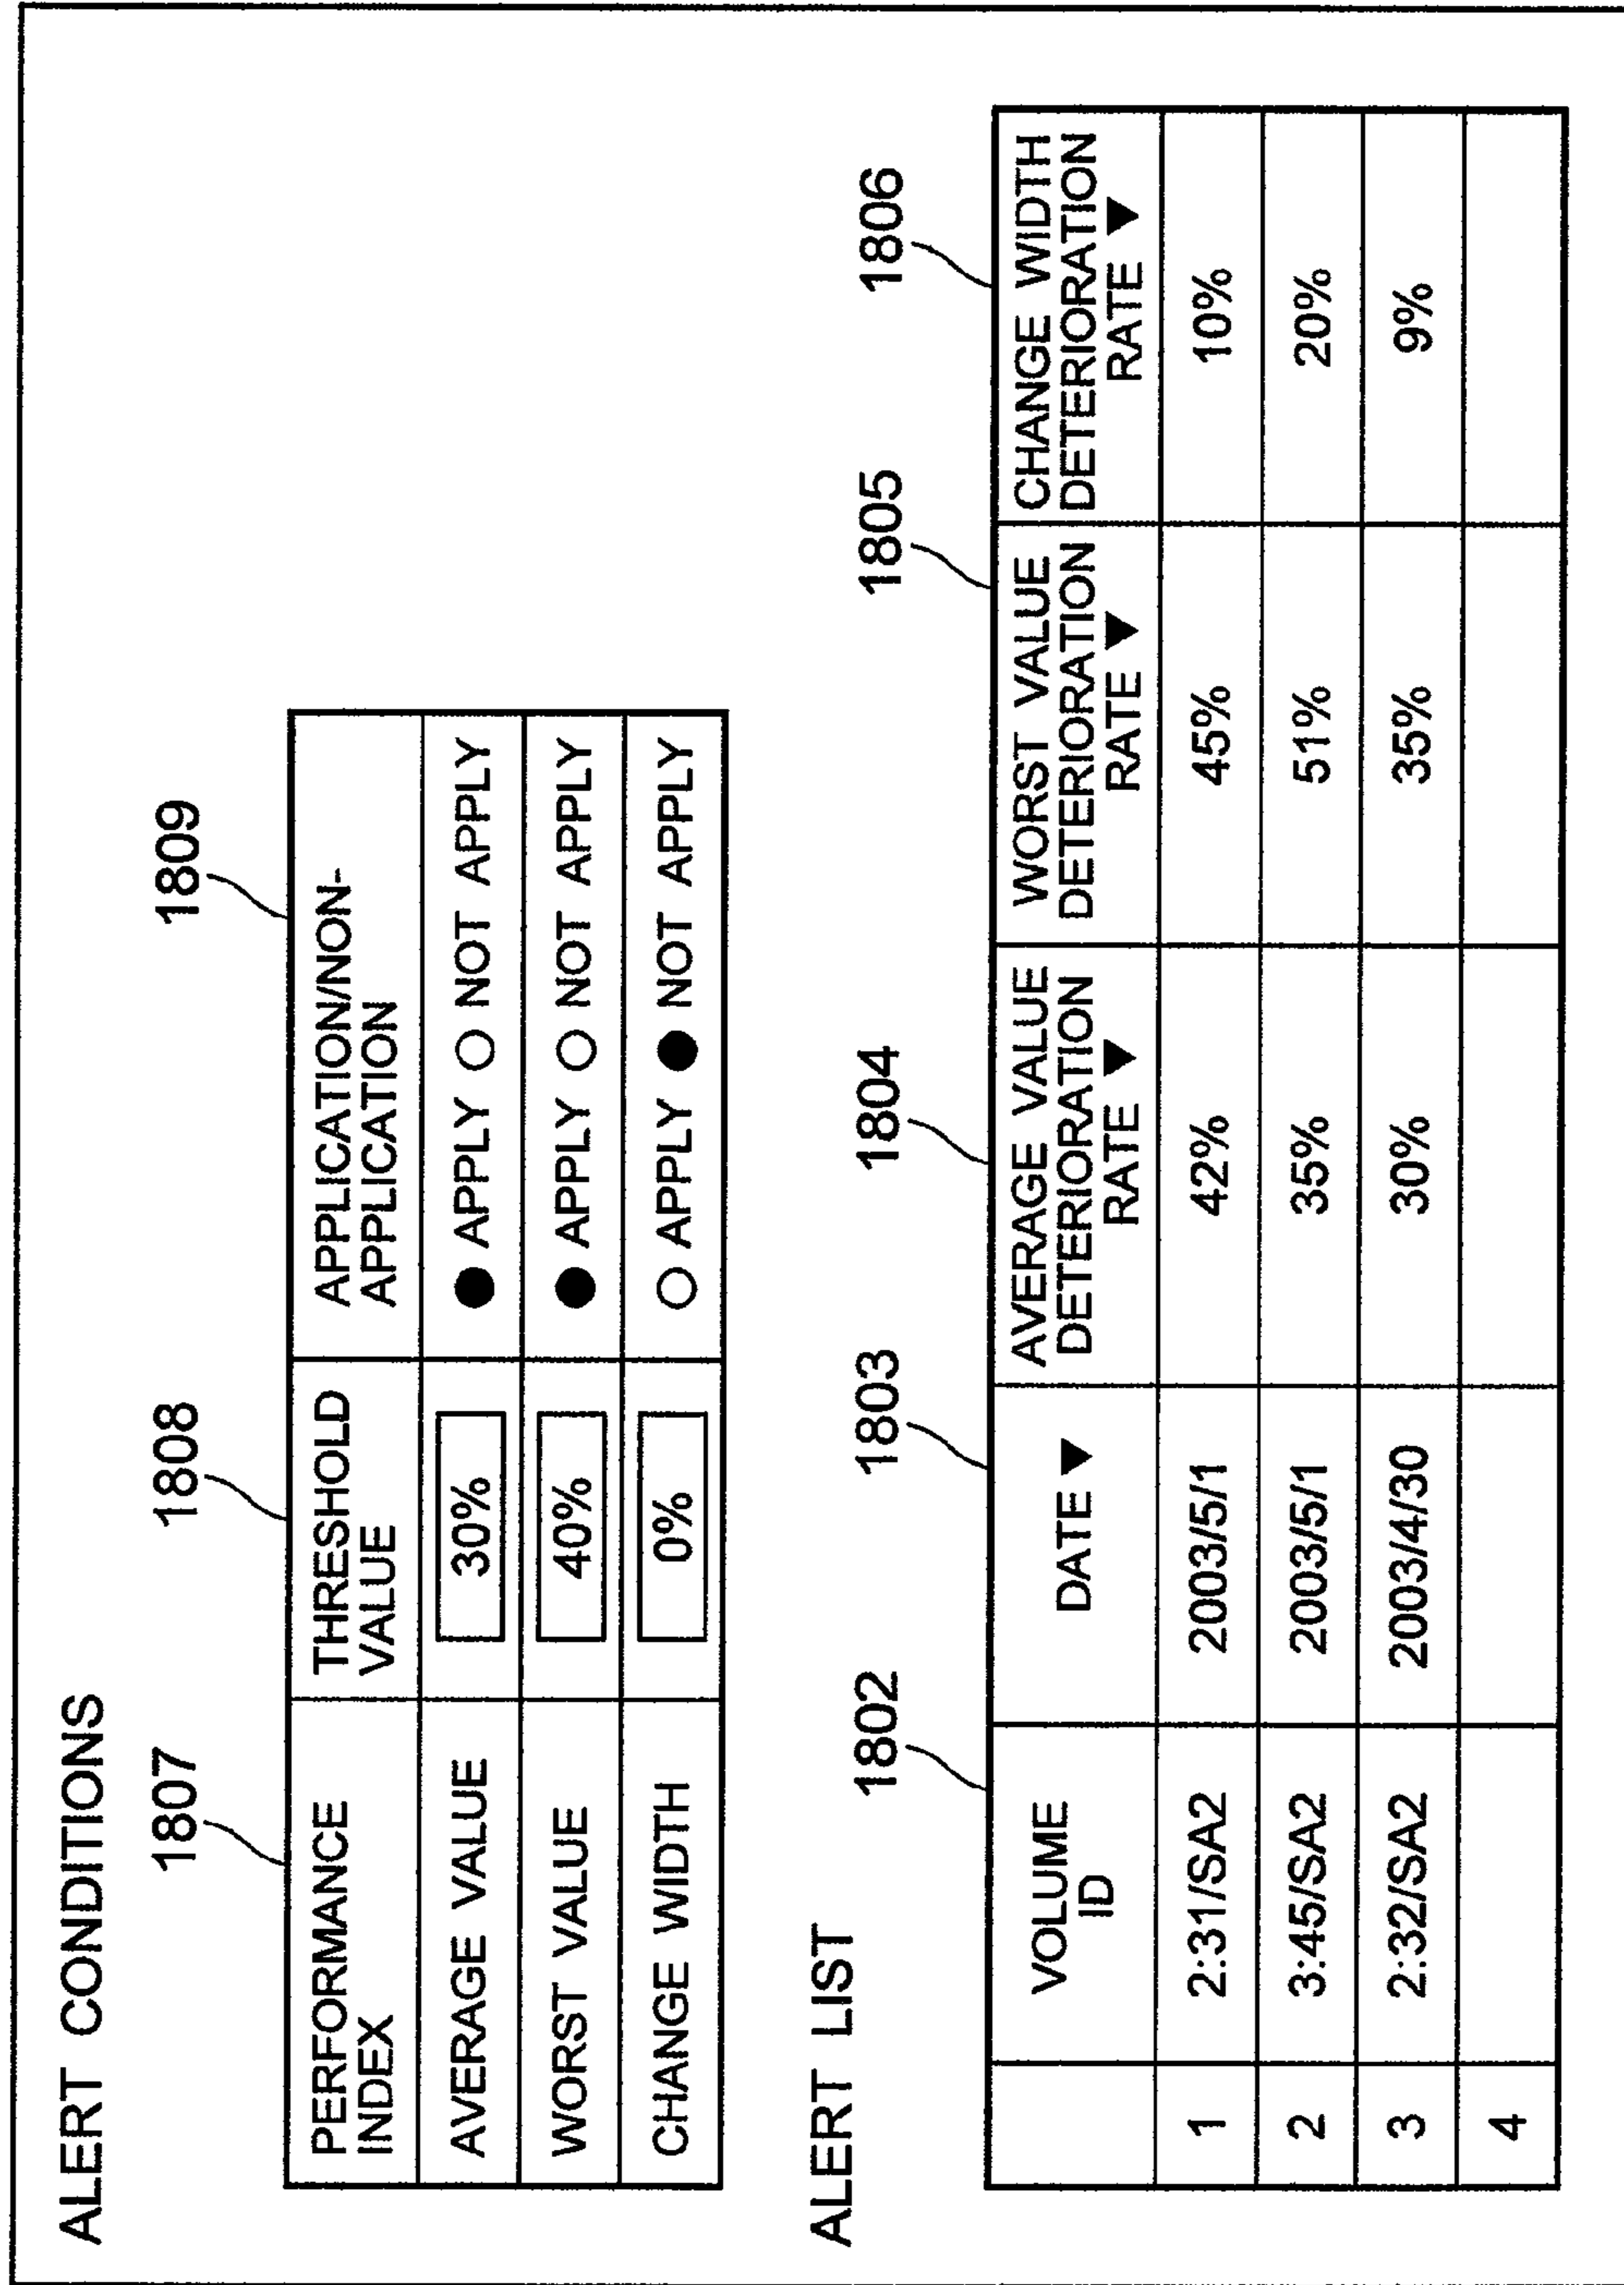 ALERT CONDITIONS
1807 1808 1809
PERFORMANCE INDEX THRESHOLD VALUE APPLICATION/NON-APPLICATION
AVERAGE VALUE 30% ● APPLY ○ NOT APPLY
WORST VALUE 40% ● APPLY ○ NOT APPLY
CHANGE WIDTH 0% ○ APPLY ● NOT APPLY
ALERT LIST
1802 1803 1804 1805 1806
VOLUME ID DATE ▼ AVERAGE VALUE DETERIORATION RATE ▼ WORST VALUE DETERIORATION RATE ▼ CHANGE WIDTH DETERIORATION RATE ▼
1 2:31/SA2 2003/5/1 42% 45% 10%
2 3:45/SA2 2003/5/1 35% 51% 20%
3 2:32/SA2 2003/4/30 30% 35% 9%
4